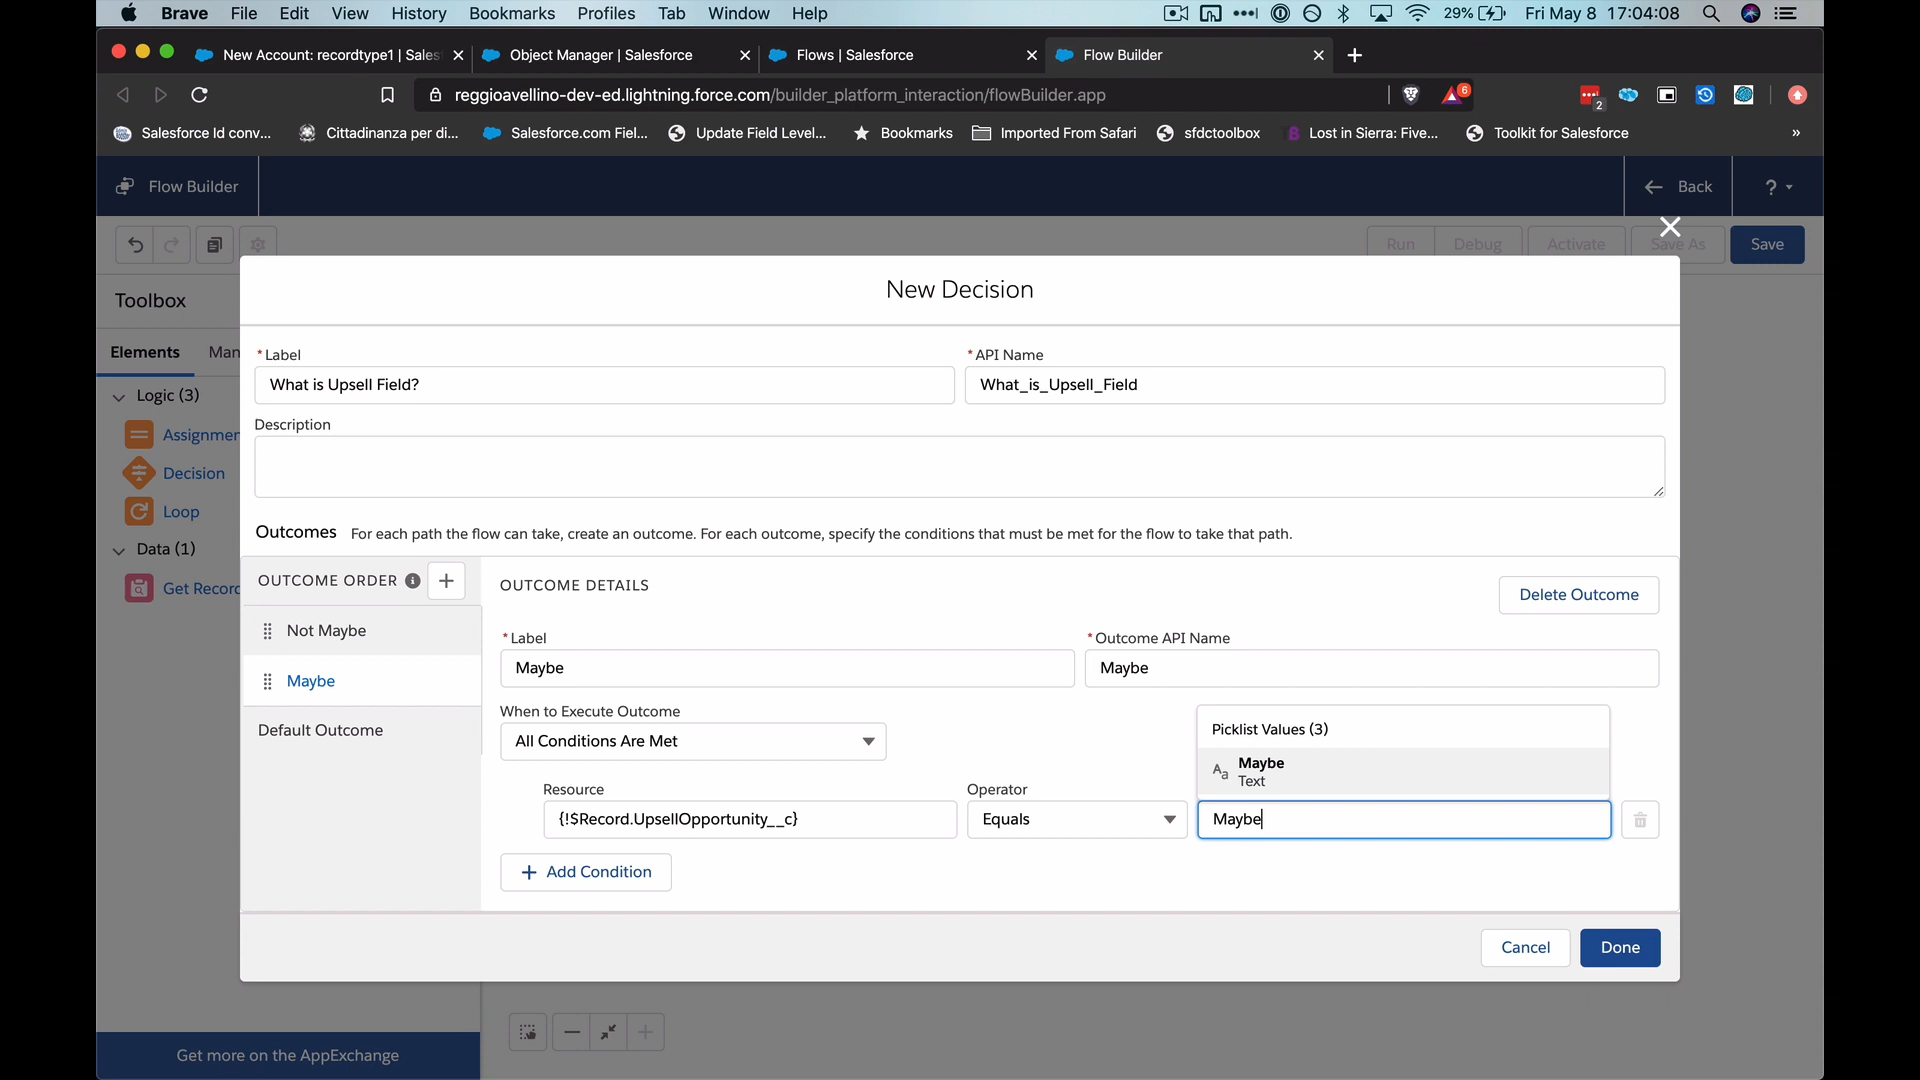 Brave File Edit View History Bookmarks Profiles Tab Window Help 29% Fri May 8 17:04:08
New Account: recordtype1 | Sales Object Manager | Salesforce Flows | Salesforce Flow Builder
reggioavellino-dev-ed.lightning.force.com/builder_platform_interaction/flowBuilder.app 6 2
Salesforce Id conv... Cittadinanza per di... Salesforce.com Fiel... Update Field Level... Bookmarks Imported From Safari sfdctoolbox Lost in Sierra: Five... Toolkit for Salesforce »
Flow Builder Back ?
Run Debug Activate Save As Save
Toolbox
New Decision
Elements Man
*Label *API Name
What is Upsell Field? What_is_Upsell_Field
Logic (3)
Description
Assignmen
Decision
Loop
Outcomes For each path the flow can take, create an outcome. For each outcome, specify the conditions that must be met for the flow to take that path.
Data (1)
Get Record
OUTCOME ORDER i + OUTCOME DETAILS
Delete Outcome
Not Maybe
*Label *Outcome API Name
Maybe Maybe Maybe
When to Execute Outcome
Default Outcome
All Conditions Are Met
Picklist Values (3)
Aa Maybe
Text
Resource Operator
{!$Record.UpsellOpportunity__c} Equals Maybe
+ Add Condition
Cancel Done
Get more on the AppExchange